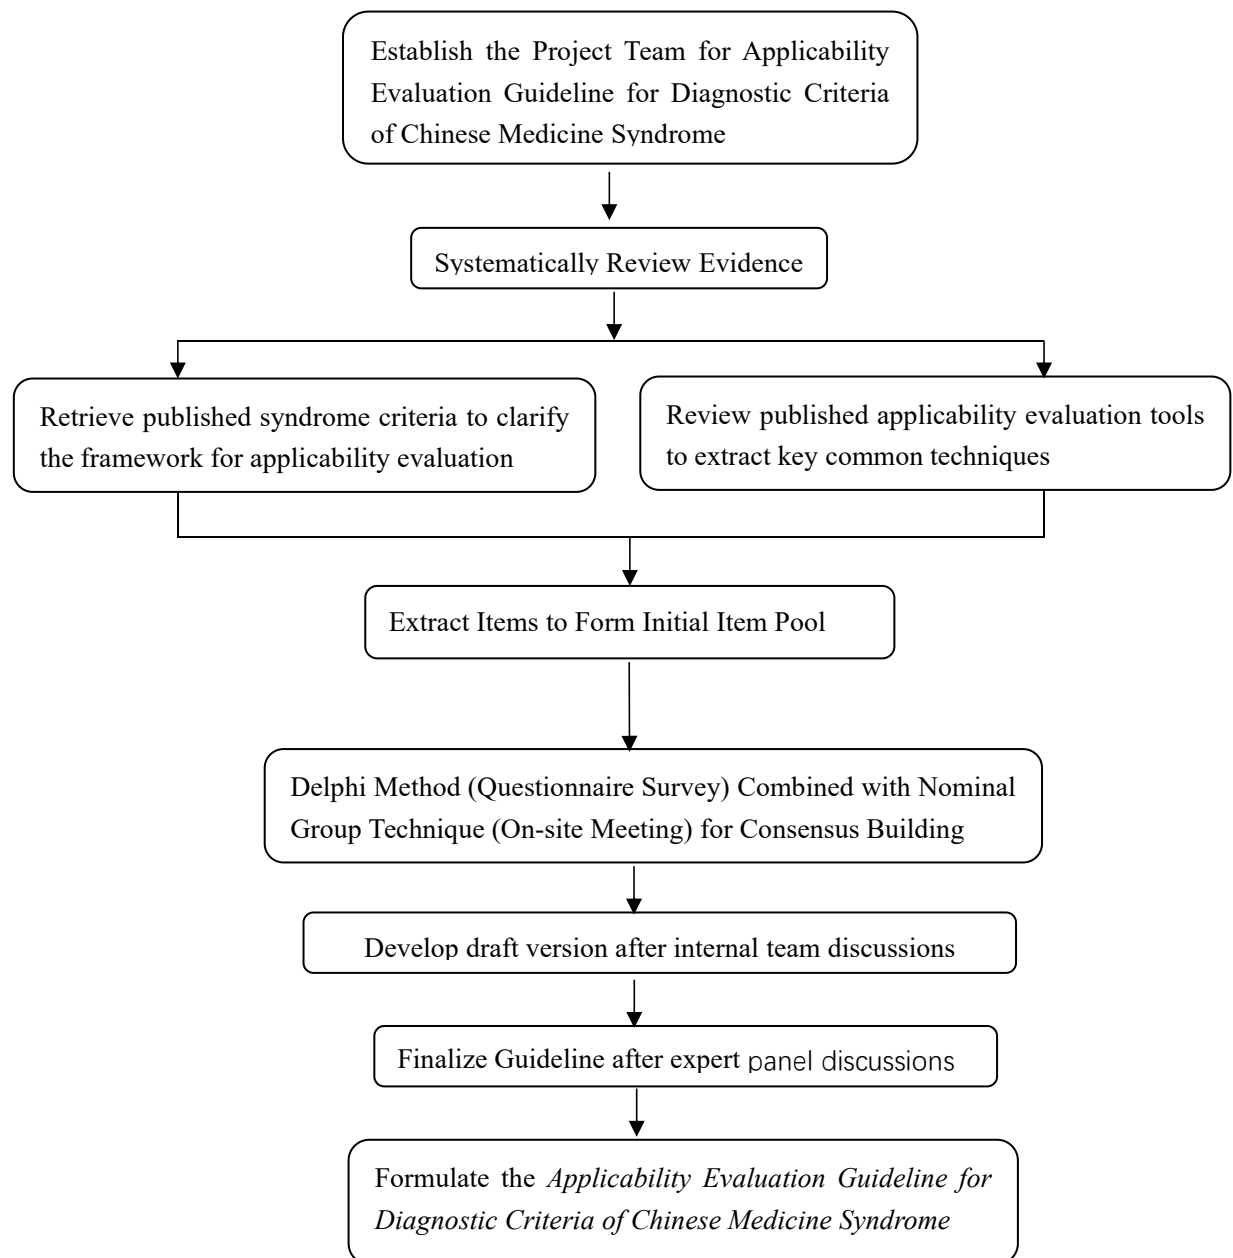 Establish the Project Team for Applicability
Evaluation Guideline for Diagnostic Criteria
of Chinese Medicine Syndrome
Systematically Review Evidence
Retrieve published syndrome criteria to clarify
the framework for applicability evaluation
Review published applicability evaluation tools
to extract key common techniques
Extract Items to Form Initial Item Pool
Delphi Method (Questionnaire Survey) Combined with Nominal
Group Technique (On-site Meeting) for Consensus Building
Develop draft version after internal team discussions
Finalize Guideline after expert panel discussions
Formulate the Applicability Evaluation Guideline for
Diagnostic Criteria of Chinese Medicine Syndrome